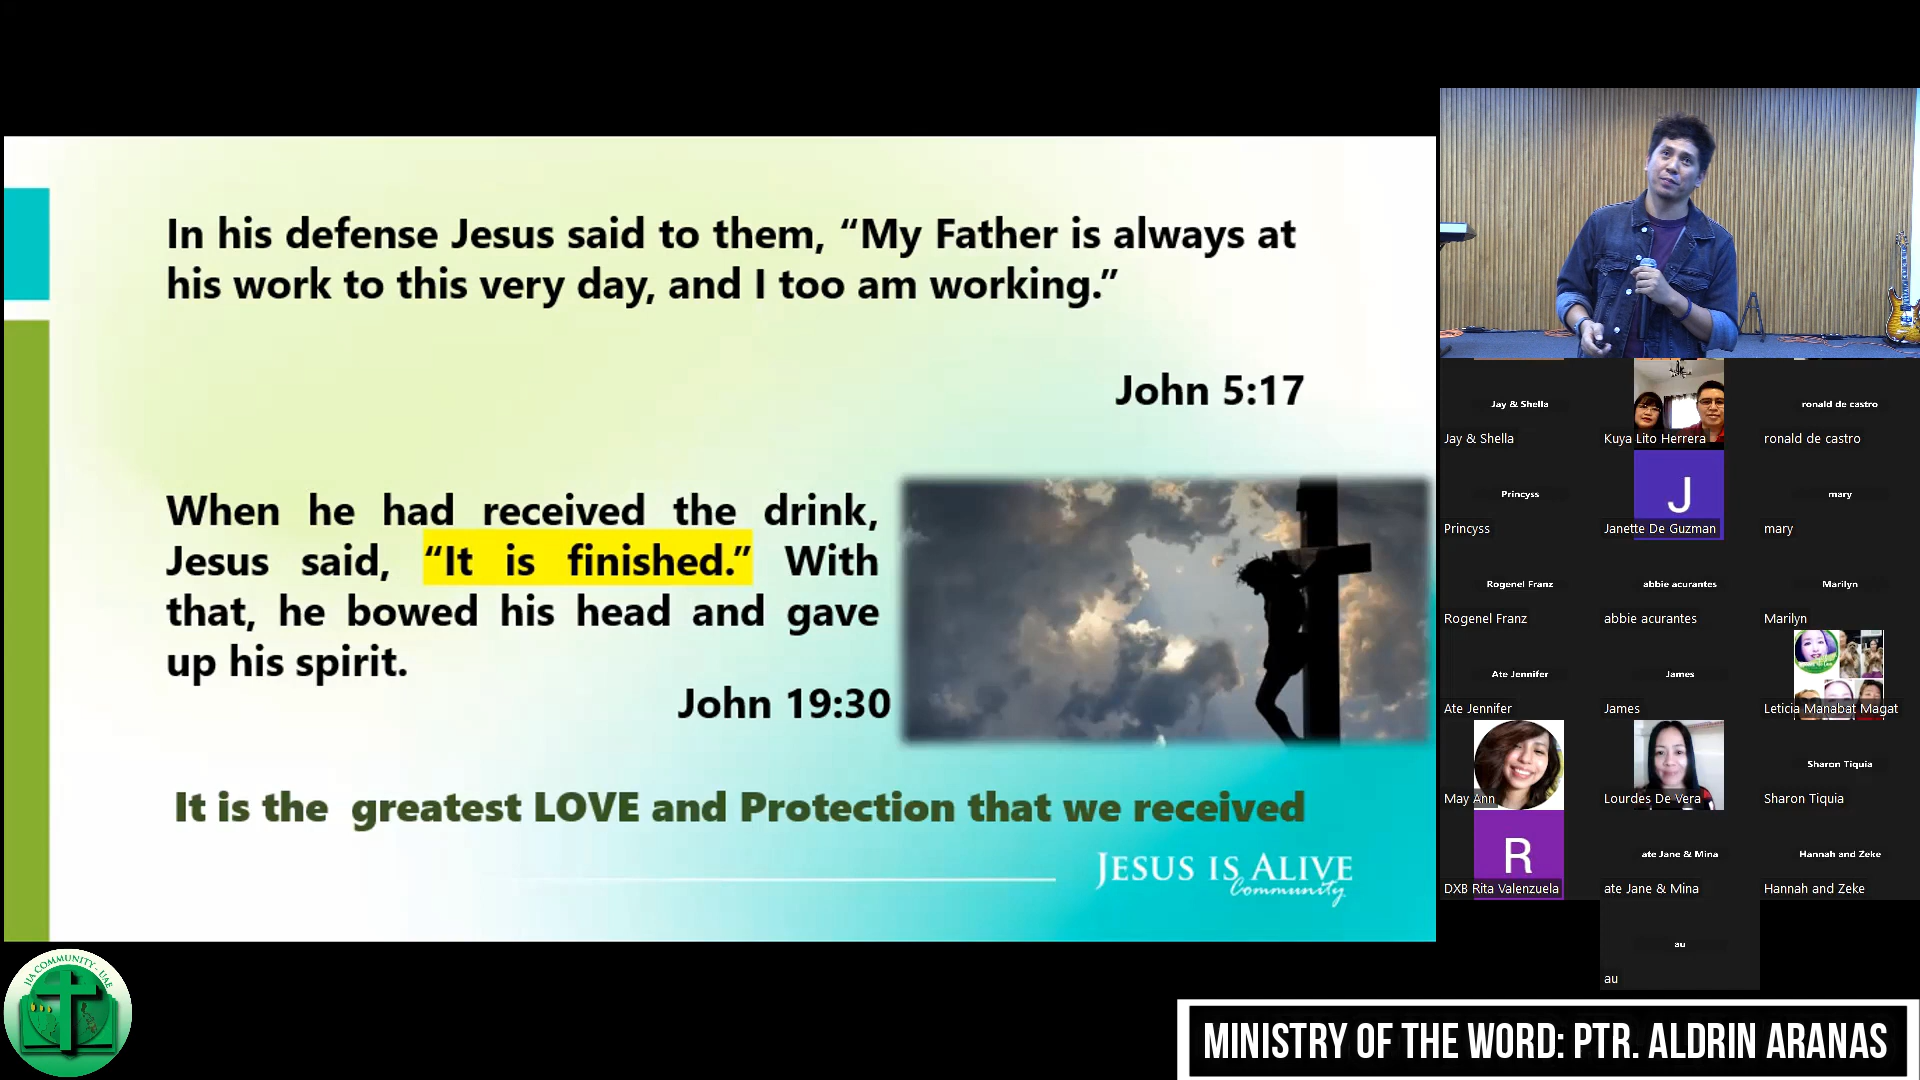 In his defense Jesus said to them, “My Father is always at
his work to this very day, and I too am working.”
John 5:17
When he had received the drink,
Jesus said, “It is finished.” With
that, he bowed his head and gave
up his spirit.
John 19:30
It is the greatest LOVE and Protection that we received
JESUS IS ALIVE
Community
Jay & Shella
Jay & Shella
Kuya Lito Herrera
ronald de castro
ronald de castro
Princyss
Princyss
J
Janette De Guzman
mary
mary
Rogenel Franz
Rogenel Franz
abbie acurantes
abbie acurantes
Marilyn
Marilyn
Ate Jennifer
Ate Jennifer
James
James
Leticia Manabat Magat
May Ann
Lourdes De Vera
Sharon Tiquia
Sharon Tiquia
R
DXB Rita Valenzuela
ate Jane & Mina
ate Jane & Mina
Hannah and Zeke
Hannah and Zeke
au
au
JIA COMMUNITY - UAE
MINISTRY OF THE WORD: PTR. ALDRIN ARANAS